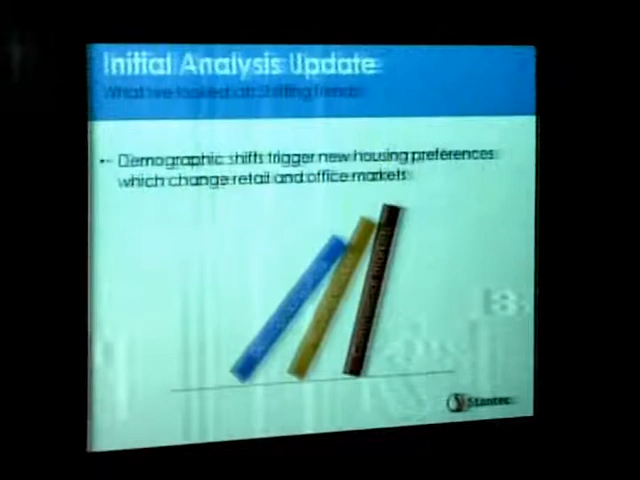 Initial Analysis Update
What we looked at: Shifting Trends
- Demographic shifts trigger new housing preferences
which change retail and office markets
Stantec